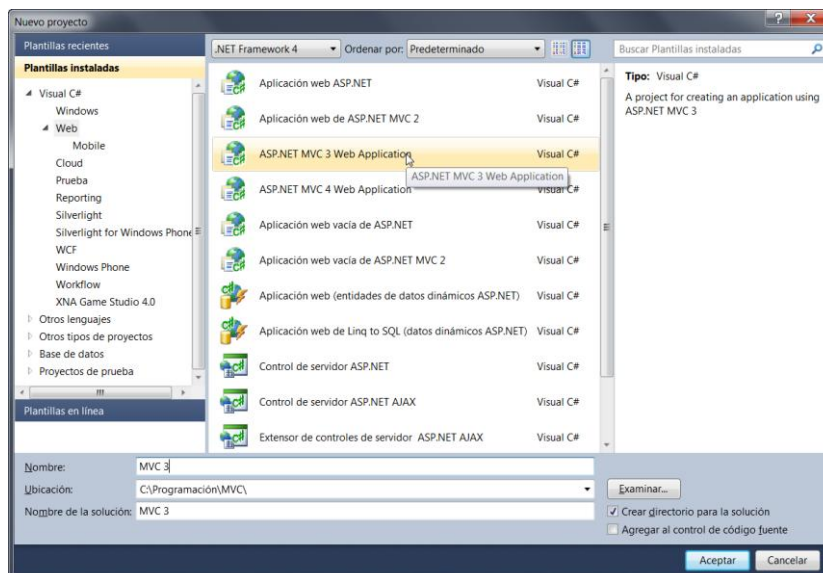 Nuevo proyecto
Plantillas recientes
.NET Framework 4
Ordenar por: Predeterminado
Buscar Plantillas instaladas
Plantillas instaladas
Visual C#
Windows
Web
Mobile
Cloud
Prueba
Reporting
Silverlight
Silverlight for Windows Phone
WCF
Windows Phone
Workflow
XNA Game Studio 4.0
Otros lenguajes
Otros tipos de proyectos
Base de datos
Proyectos de prueba
Plantillas en línea
Aplicación web ASP.NET Visual C#
Aplicación web de ASP.NET MVC 2 Visual C#
ASP.NET MVC 3 Web Application Visual C#
ASP.NET MVC 3 Web Application
ASP.NET MVC 4 Web Application Visual C#
Aplicación web vacía de ASP.NET Visual C#
Aplicación web vacía de ASP.NET MVC 2 Visual C#
Aplicación web (entidades de datos dinámicos ASP.NET) Visual C#
Aplicación web de Linq to SQL (datos dinámicos ASP.NET) Visual C#
Control de servidor ASP.NET Visual C#
Control de servidor ASP.NET AJAX Visual C#
Extensor de controles de servidor ASP.NET AJAX Visual C#
Tipo: Visual C#
A project for creating an application using
ASP.NET MVC 3
Nombre: MVC 3
Ubicación: C:\Programación\MVC\
Examinar...
Nombre de la solución: MVC 3
Crear directorio para la solución
Agregar al control de código fuente
Aceptar
Cancelar